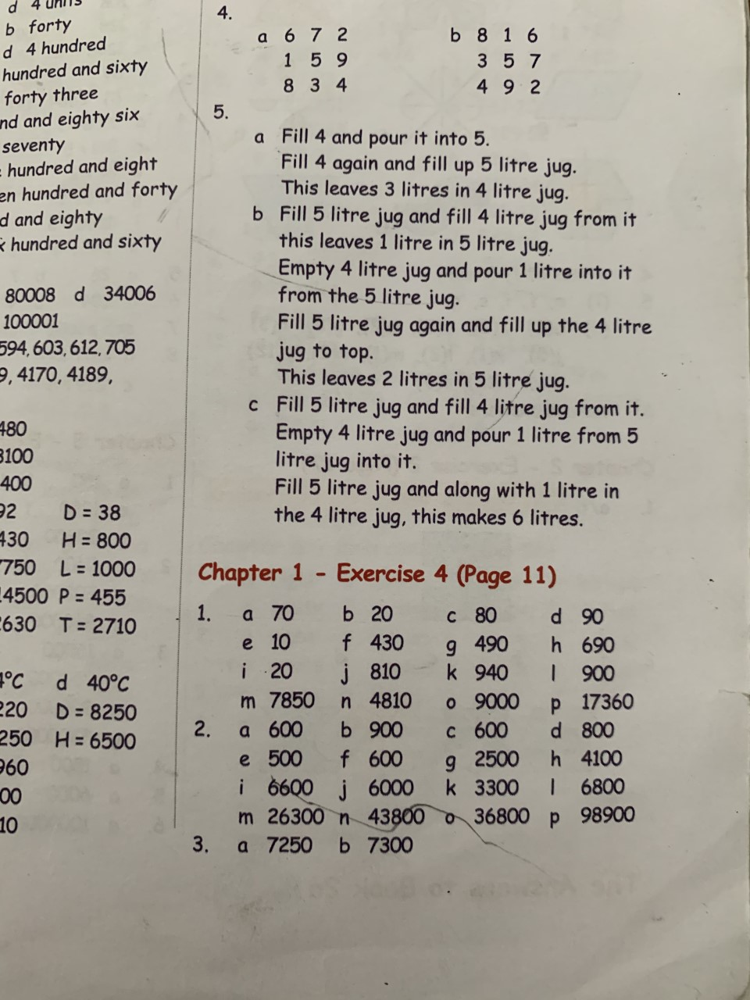 d 4 units
b forty
d 4 hundred
hundred and sixty
forty three
nd and eighty six
seventy
hundred and eight
en hundred and forty
d and eighty
hundred and sixty
80008 d 34006
100001
594, 603, 612, 705
9, 4170, 4189,
480
3100
400
92 D = 38
430 H = 800
7750 L = 1000
4500 P = 455
2630 T = 2710
4°C d 40°C
220 D = 8250
250 H = 6500
960
00
10
4.
a 6 7 2 b 8 1 6
1 5 9 3 5 7
8 3 4 4 9 2
5.
a Fill 4 and pour it into 5.
Fill 4 again and fill up 5 litre jug.
This leaves 3 litres in 4 litre jug.
b Fill 5 litre jug and fill 4 litre jug from it
this leaves 1 litre in 5 litre jug.
Empty 4 litre jug and pour 1 litre into it
from the 5 litre jug.
Fill 5 litre jug again and fill up the 4 litre
jug to top.
This leaves 2 litres in 5 litre jug.
c Fill 5 litre jug and fill 4 litre jug from it.
Empty 4 litre jug and pour 1 litre from 5
litre jug into it.
Fill 5 litre jug and along with 1 litre in
the 4 litre jug, this makes 6 litres.
Chapter 1 - Exercise 4 (Page 11)
1. a 70 b 20 c 80 d 90
e 10 f 430 g 490 h 690
i 20 j 810 k 940 l 900
m 7850 n 4810 o 9000 p 17360
2. a 600 b 900 c 600 d 800
e 500 f 600 g 2500 h 4100
i 6600 j 6000 k 3300 l 6800
m 26300 n 43800 o 36800 p 98900
3. a 7250 b 7300